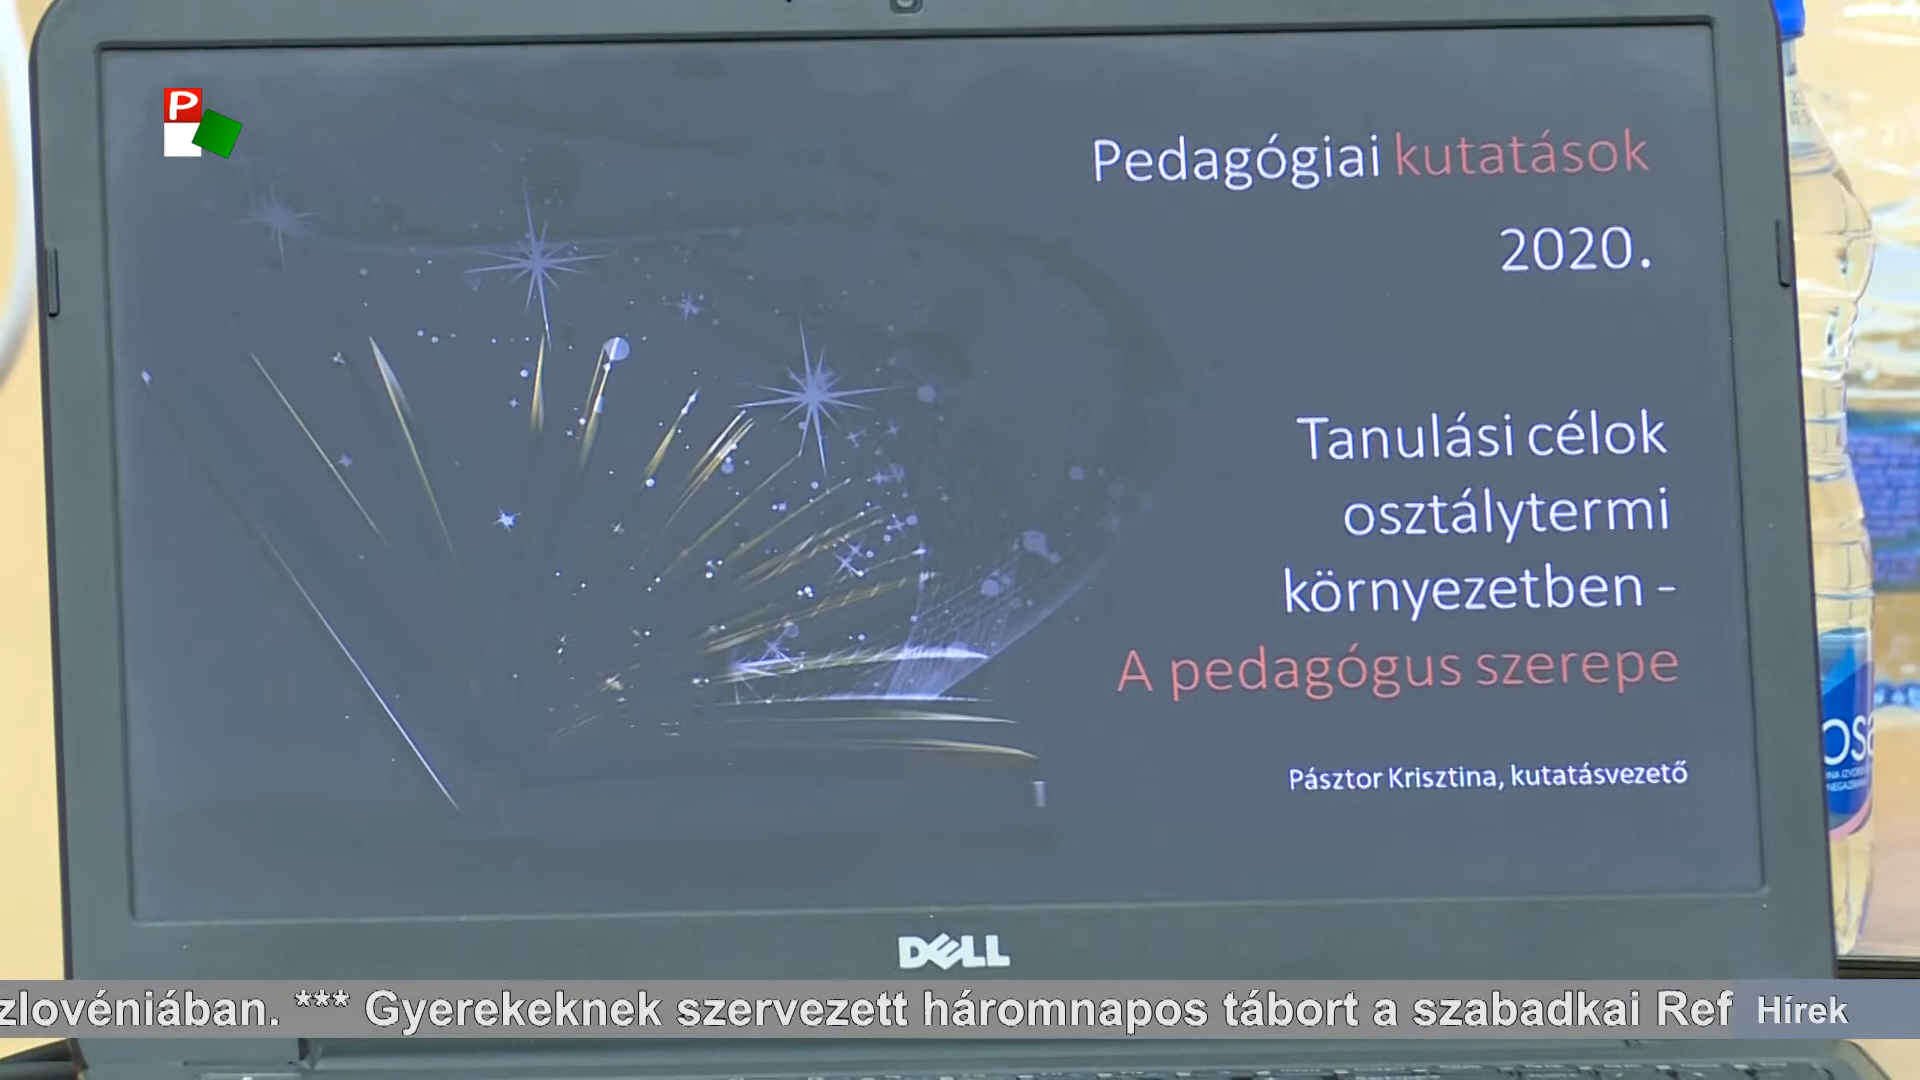 P
Pedagógiai kutatások
2020.
Tanulási célok
osztálytermi
környezetben -
A pedagógus szerepe
Pásztor Krisztina, kutatásvezető
DELL
zlovéniában. *** Gyerekeknek szervezett háromnapos tábort a szabadkai Ref
Hírek